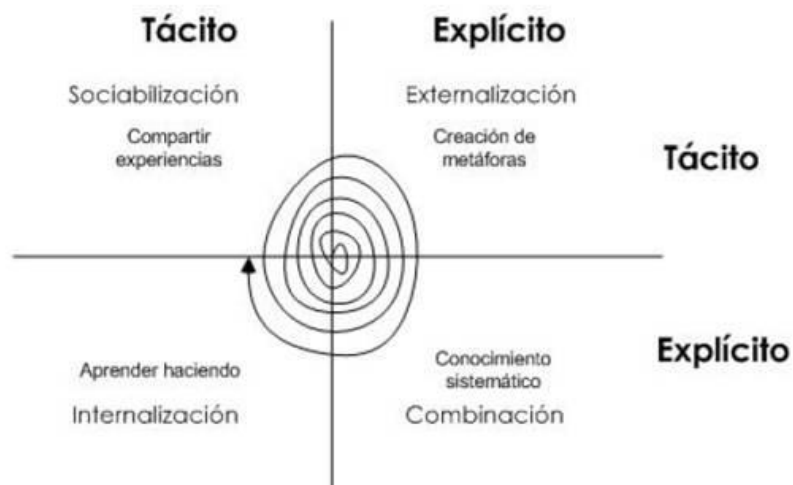 Tácito
Explícito
Sociabilización
Externalización
Compartir
experiencias
Creación de
metáforas
Tácito
Aprender haciendo
Internalización
Conocimiento
sistemático
Combinación
Explícito